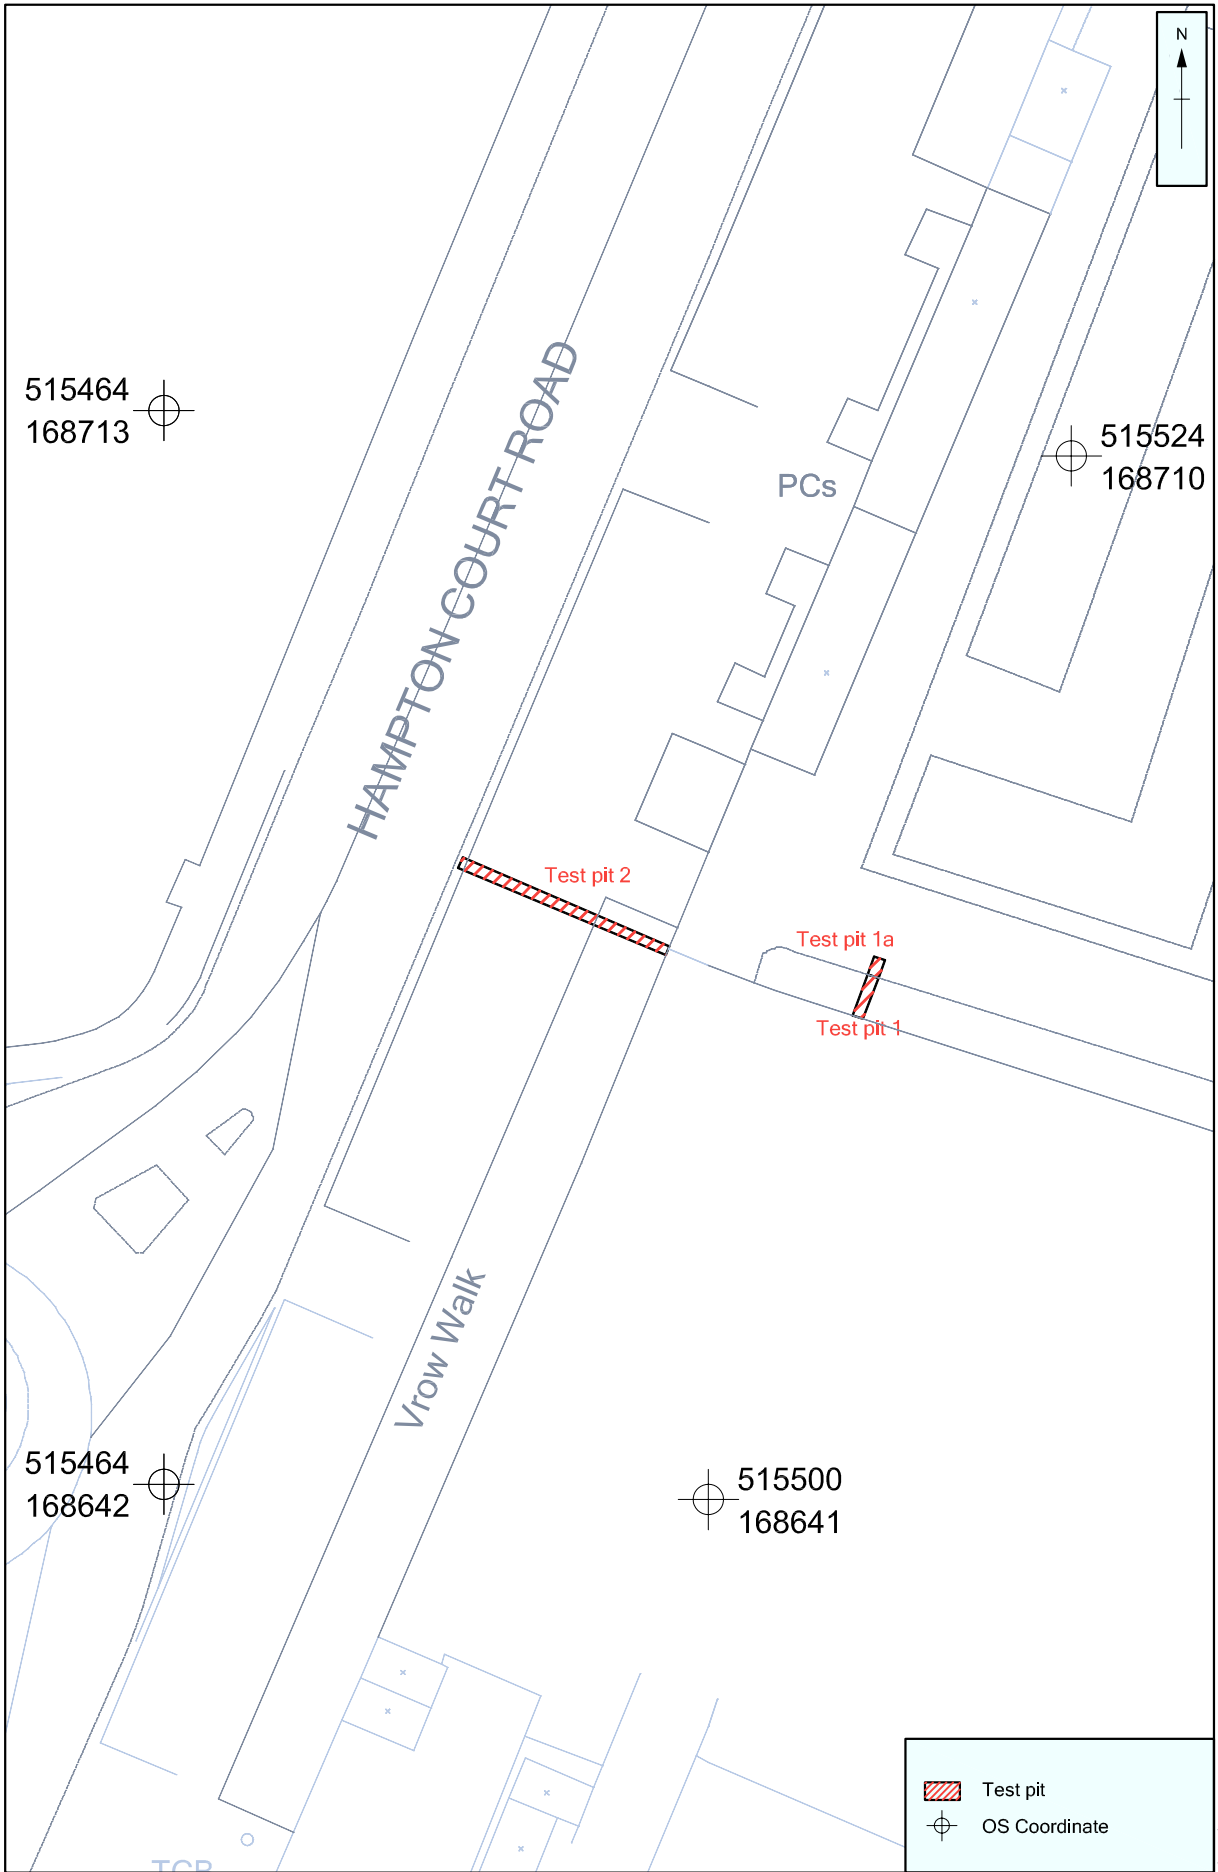 N
515464
168713
HAMPTON COURT ROAD
515524
168710
PCs
Test pit 2
Test pit 1a
Test pit 1
Vrow Walk
515464
168642
515500
168641
TCB
Test pit
OS Coordinate